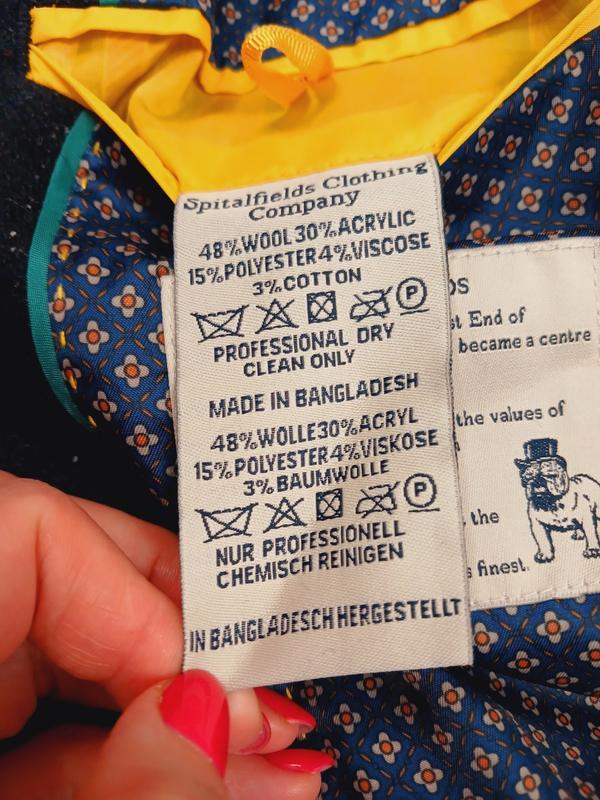 Spitalfields Clothing
Company
48%WOOL30%ACRYLIC
15%POLYESTER4%VISCOSE
3%COTTON
P
PROFESSIONAL DRY
CLEAN ONLY
MADE IN BANGLADESH
48%WOLLE30%ACRYL
15%POLYESTER4%VISKOSE
3%BAUMWOLLE
P
NUR PROFESSIONELL
CHEMISCH REINIGEN
IN BANGLADESCH HERGESTELLT
End of
became a centre
the values of
the
finest.